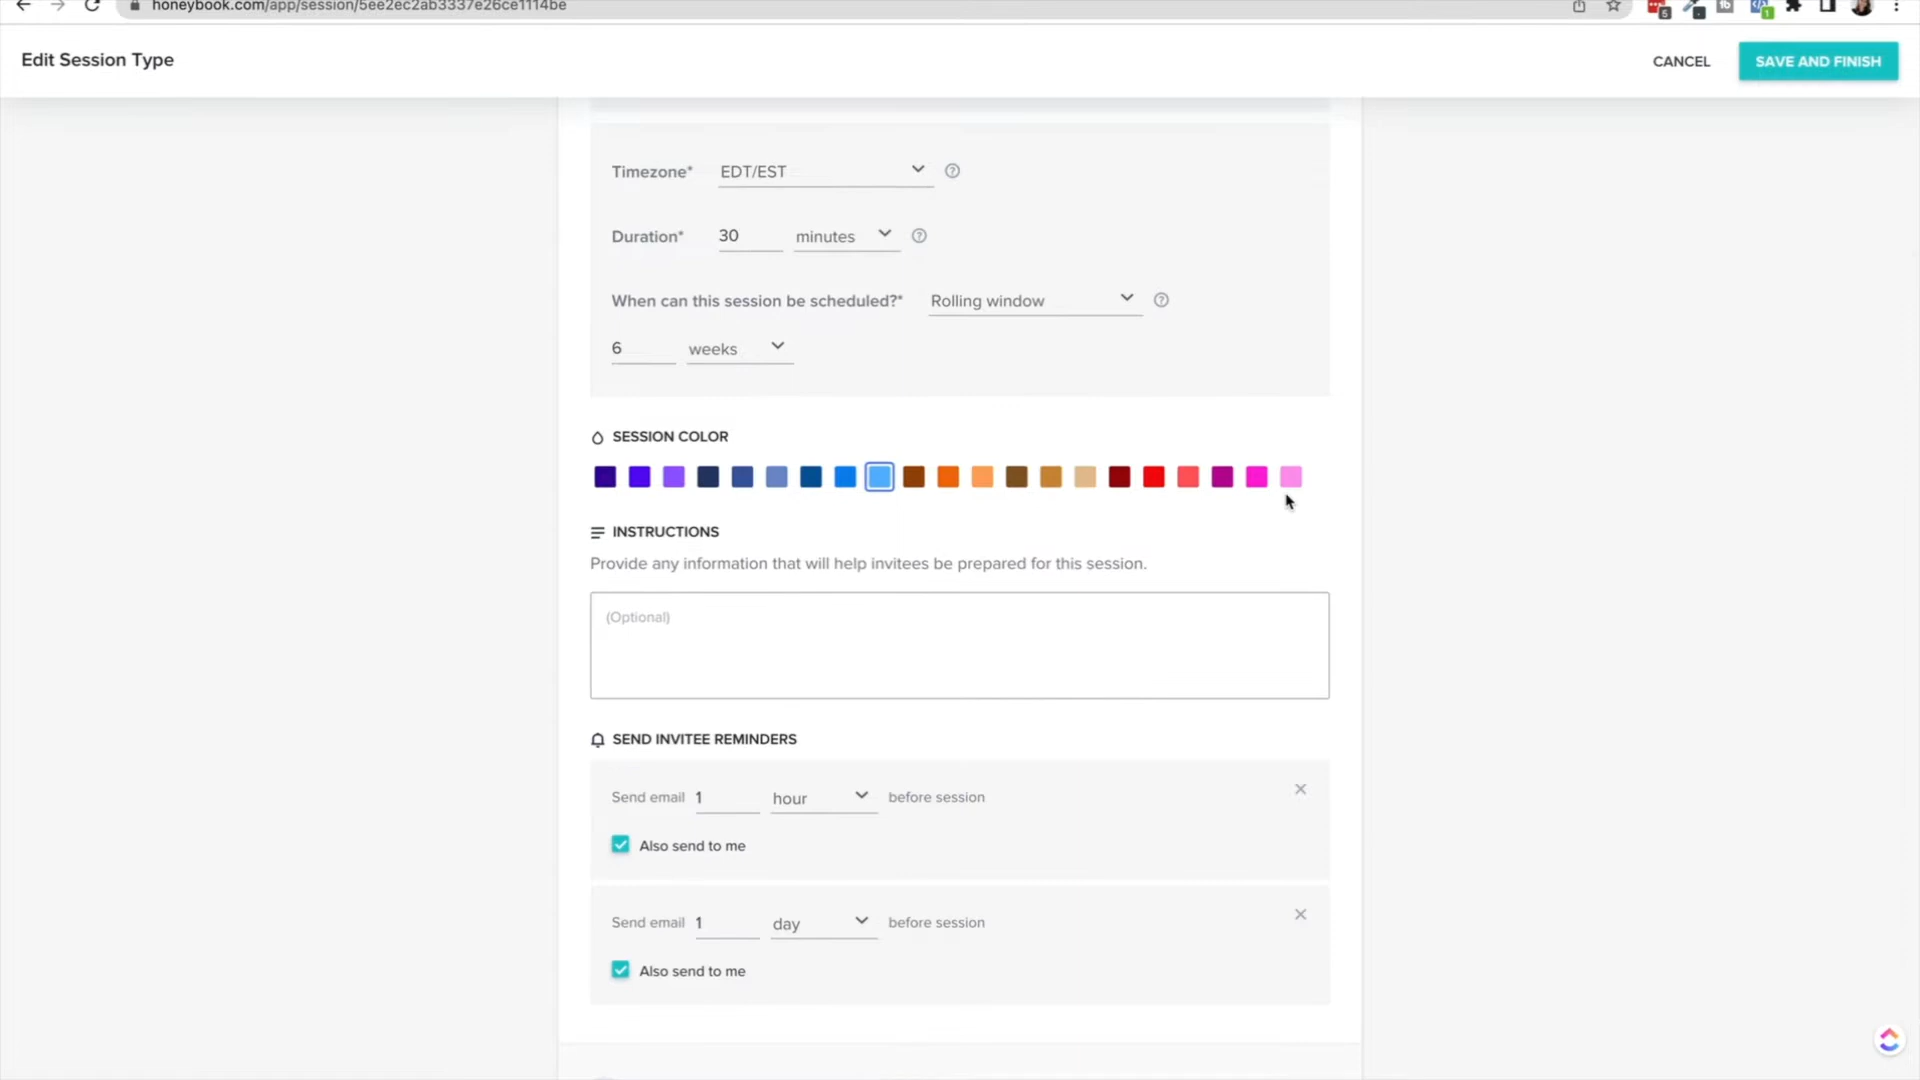 honeybook.com/app/session/5ee2ec2ab3337e26ce1114be
5
1
Edit Session Type
CANCEL
SAVE AND FINISH
Timezone* EDT/EST
Duration* 30 minutes
When can this session be scheduled?* Rolling window
6 weeks
SESSION COLOR
INSTRUCTIONS
Provide any information that will help invitees be prepared for this session.
(Optional)
SEND INVITEE REMINDERS
Send email 1 hour before session
Also send to me
Send email 1 day before session
Also send to me